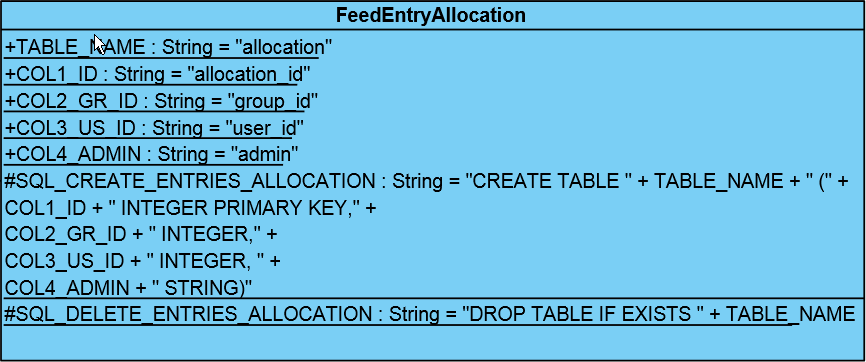 FeedEntryAllocation
+TABLE_NAME : String = "allocation"
+COL1_ID : String = "allocation_id"
+COL2_GR_ID : String = "group_id"
+COL3_US_ID : String = "user_id"
+COL4_ADMIN : String = "admin"
#SQL_CREATE_ENTRIES_ALLOCATION : String = "CREATE TABLE " + TABLE_NAME + " (" +
COL1_ID + " INTEGER PRIMARY KEY," +
COL2_GR_ID + " INTEGER," +
COL3_US_ID + " INTEGER, " +
COL4_ADMIN + " STRING)"
#SQL_DELETE_ENTRIES_ALLOCATION : String = "DROP TABLE IF EXISTS " + TABLE_NAME